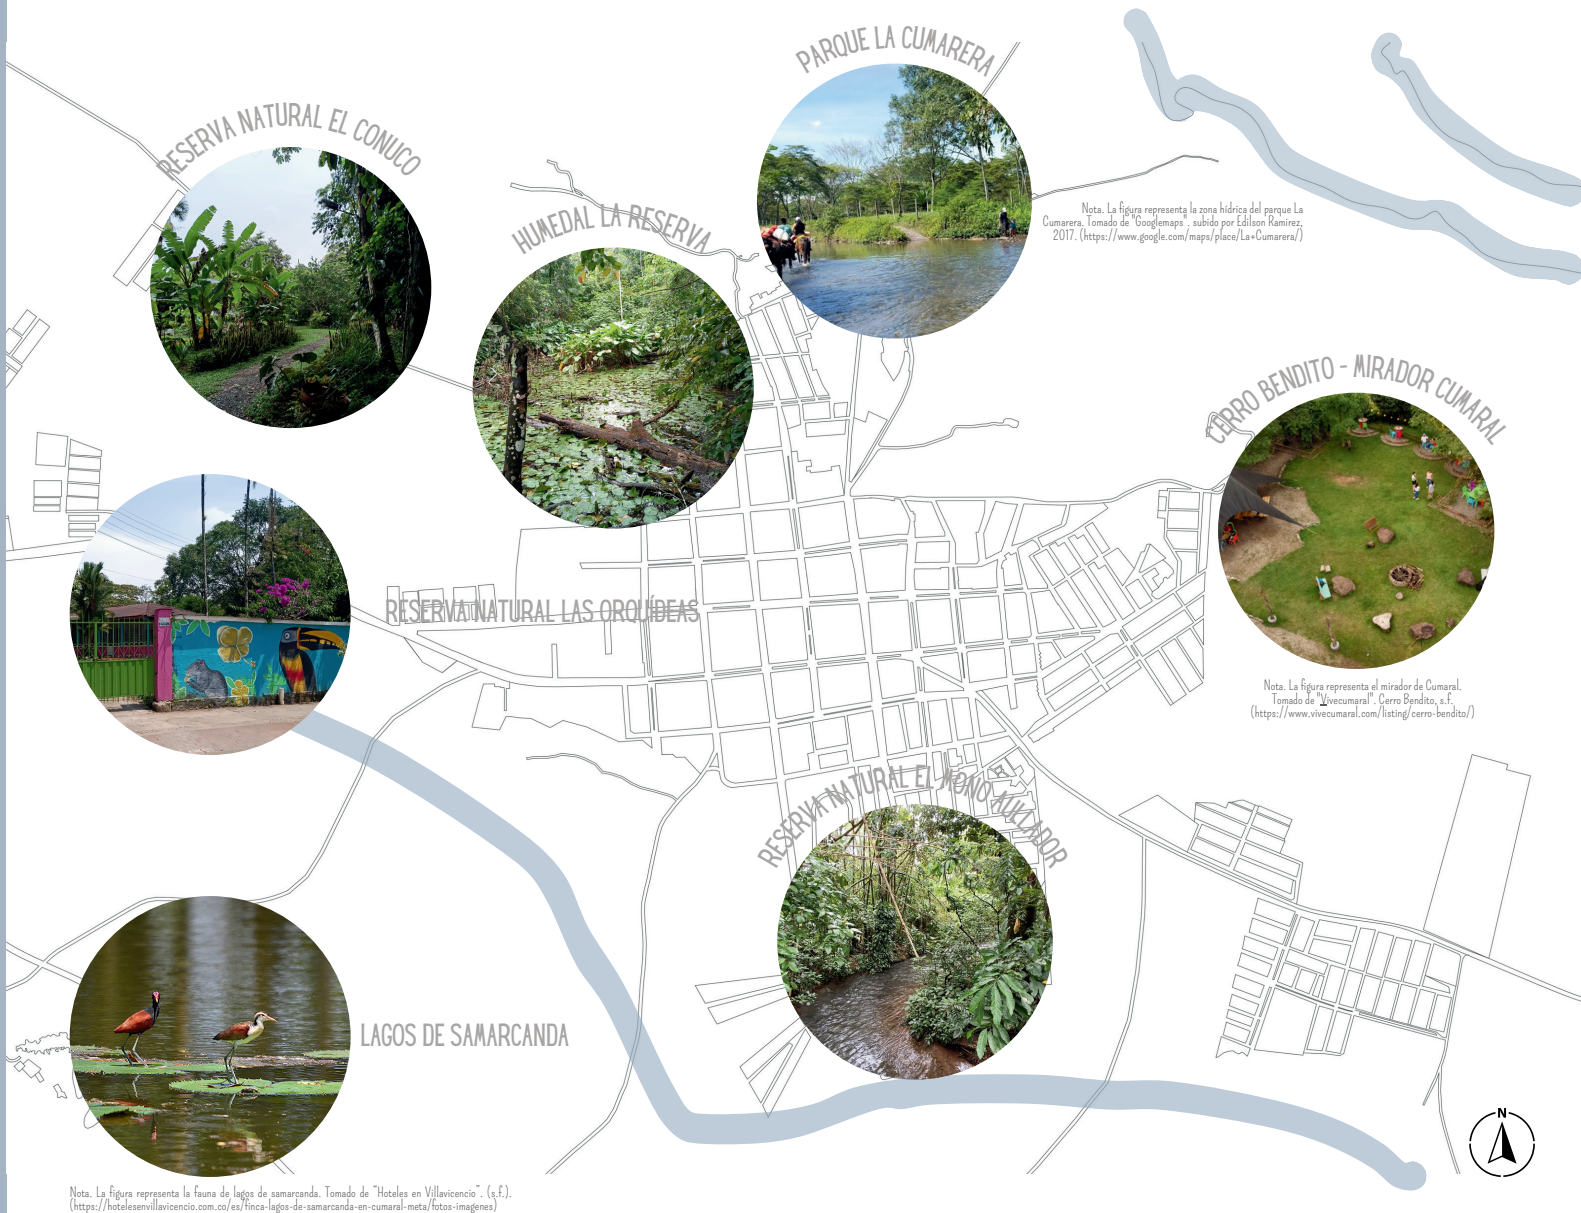 PARQUE LA CUMARERA
RESERVA NATURAL EL CONUCO
HUMEDAL LA RESERVA
Nota. La figura representa la zona hídrica del parque La
Cumarera. Tomado de "Googlemaps". subido por Edilson Ramirez,
2017. (https://www.google.com/maps/place/La+Cumarera/)
CERRO BENDITO - MIRADOR CUMARAL
RESERVA NATURAL LAS ORQUÍDEAS
Nota. La figura representa el mirador de Cumaral.
Tomado de "Vivecumaral". Cerro Bendito, s.f.
(https://www.vivecumaral.com/listing/cerro-bendito/)
RESERVA NATURAL EL MONO AULLADOR
LAGOS DE SAMARCANDA
N
Nota. La figura representa la fauna de lagos de samarcanda. Tomado de "Hoteles en Villavicencio". (s.f.).
(https://hotelesenvillavicencio.com.co/es/finca-lagos-de-samarcanda-en-cumaral-meta/fotos-imagenes)